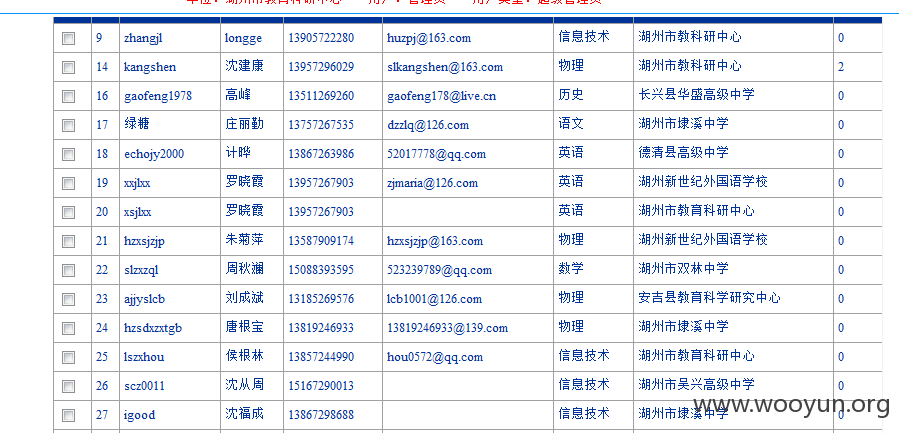 单位：湖州市教育科研中心 用户：管理员 用户类型：超级管理员
9 zhangjl longge 13905722280 huzpj@163.com 信息技术 湖州市教科研中心 0
14 kangshen 沈建康 13957296029 slkangshen@163.com 物理 湖州市教科研中心 2
16 gaofeng1978 高峰 13511269260 gaofeng178@live.cn 历史 长兴县华盛高级中学 0
17 绿糖 庄丽勤 13757267535 dzzlq@126.com 语文 湖州市埭溪中学 0
18 echojy2000 计晔 13867263986 52017778@qq.com 英语 德清县高级中学 0
19 xxjlxx 罗晓霞 13957267903 zjmaria@126.com 英语 湖州新世纪外国语学校 0
20 xsjlxx 罗晓霞 13957267903 英语 湖州市教育科研中心 0
21 hzxsjzjp 朱菊萍 13587909174 hzxsjzjp@163.com 物理 湖州新世纪外国语学校 0
22 slzxzql 周秋澜 15088393595 523239789@qq.com 数学 湖州市双林中学 0
23 ajjyslcb 刘成斌 13185269576 lcb1001@126.com 物理 安吉县教育科学研究中心 0
24 hzsdxzxtgb 唐根宝 13819246933 13819246933@139.com 物理 湖州市埭溪中学 0
25 lszxhou 侯根林 13857244990 hou0572@qq.com 信息技术 湖州市教育科研中心 0
26 scz0011 沈从周 15167290013 信息技术 湖州市吴兴高级中学 0
27 igood 沈福成 13867298688 信息技术 湖州市埭溪中学 0
www.wooyun.org